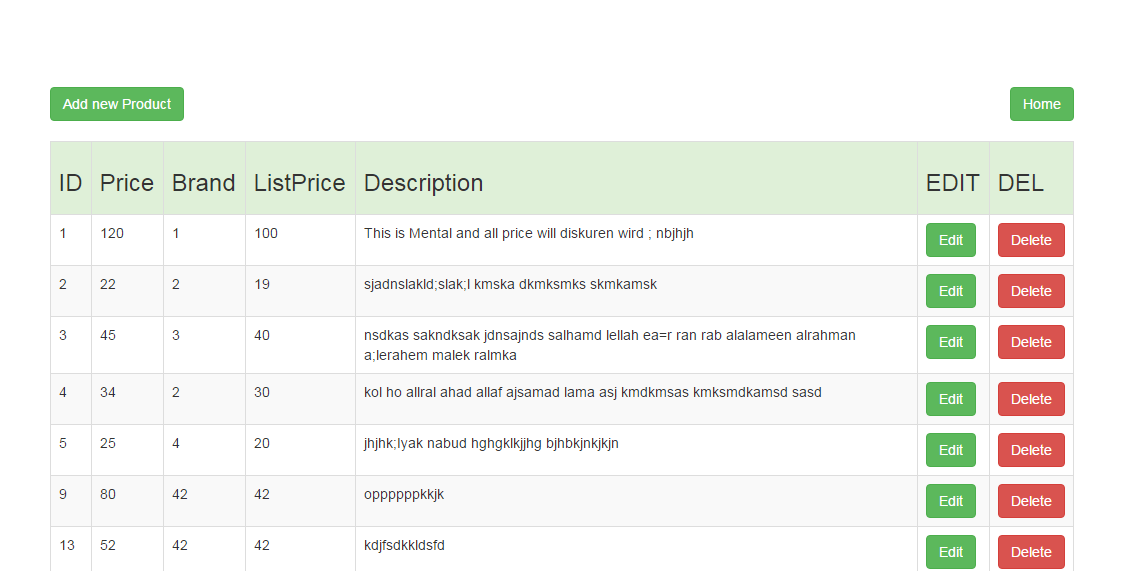 Add new Product Home
ID Price Brand ListPrice Description EDIT DEL
1 120 1 100 This is Mental and all price will diskuren wird ; nbjhjh Edit Delete
2 22 2 19 sjadnslakld;slak;l kmska dkmksmks skmkamsk Edit Delete
3 45 3 40 nsdkas sakndksak jdnsajnds salhamd lellah ea=r ran rab alalameen alrahman Edit Delete
a;lerahem malek ralmka
4 34 2 30 kol ho allral ahad allaf ajsamad lama asj kmdkmsas kmksmdkamsd sasd Edit Delete
5 25 4 20 jhjhk;lyak nabud hghgklkjjhg bjhbkjnkjkjn Edit Delete
9 80 42 42 oppppppkkjk Edit Delete
13 52 42 42 kdjfsdkkldsfd Edit Delete